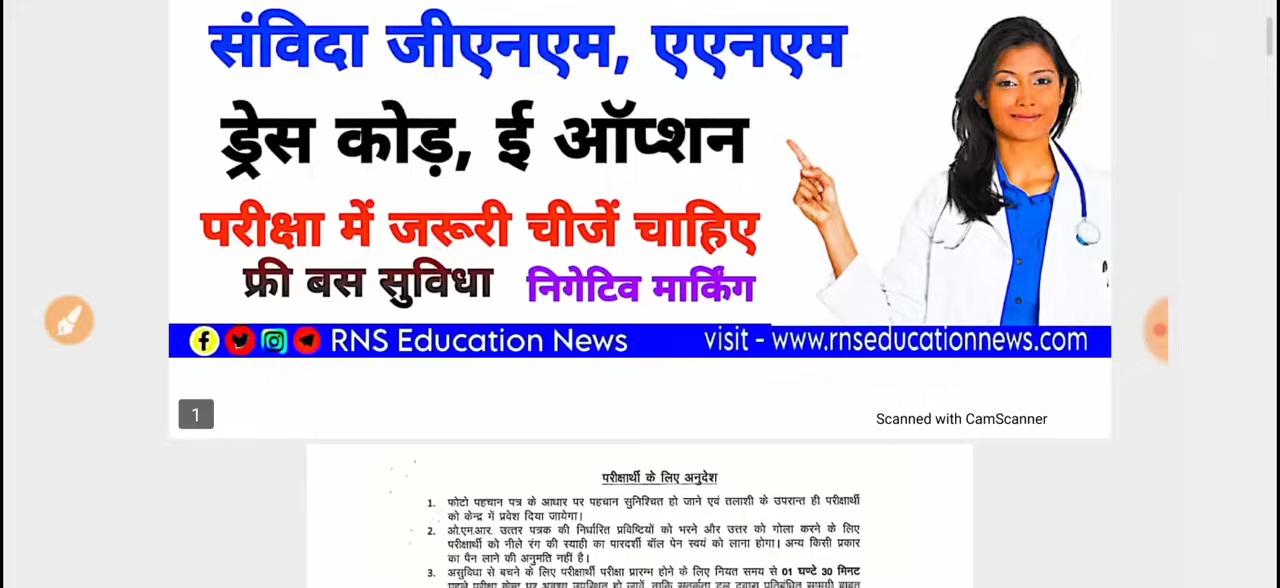 संविदा जीएनएम, एएनएम
ड्रेस कोड़, ई ऑप्शन
परीक्षा में जरूरी चीजें चाहिए
फ्री बस सुविधा निगेटिव मार्किंग
RNS Education News visit - www.rnseducationnews.com
1
Scanned with CamScanner
परीक्षार्थी के लिए अनुदेश
1. फोटो पहचान पत्र के आधार पर पहचान सुनिश्चित हो जाने एवं तलाशी के उपरान्त ही परीक्षार्थी
को केन्द्र में प्रवेश दिया जायेगा।
2. ओ.एम.आर. उत्तर पत्रक की निर्धारित प्रविष्टियों को भरने और उत्तर को गोला करने के लिए
परीक्षार्थी को नीले रंग की स्याही का पारदर्शी बॉल पेन स्वयं को लाना होगा। अन्य किसी प्रकार
का पैन लाने की अनुमति नहीं है।
3. असुविधा से बचने के लिए परीक्षार्थी परीक्षा प्रारम्भ होने के लिए नियत समय से 01 घण्टे 30 मिनट